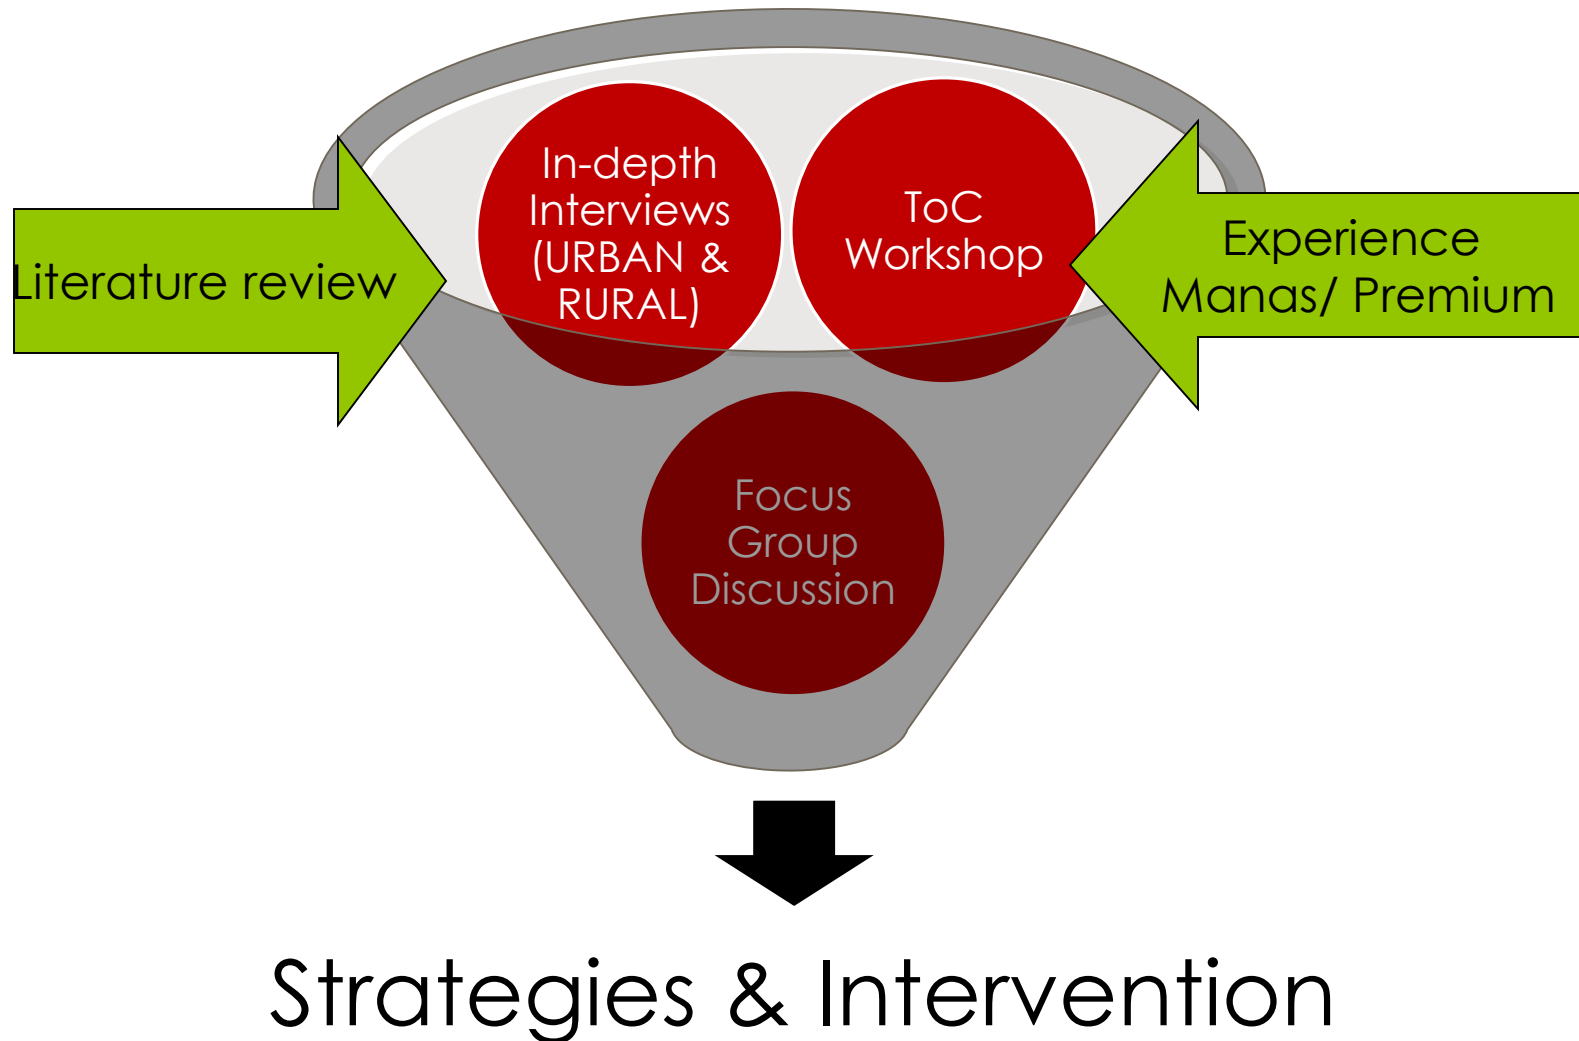 In-depth
Interviews
(URBAN &
RURAL)
ToC
Workshop
Literature review
Experience
Manas/ Premium
Focus
Group
Discussion
Strategies & Intervention